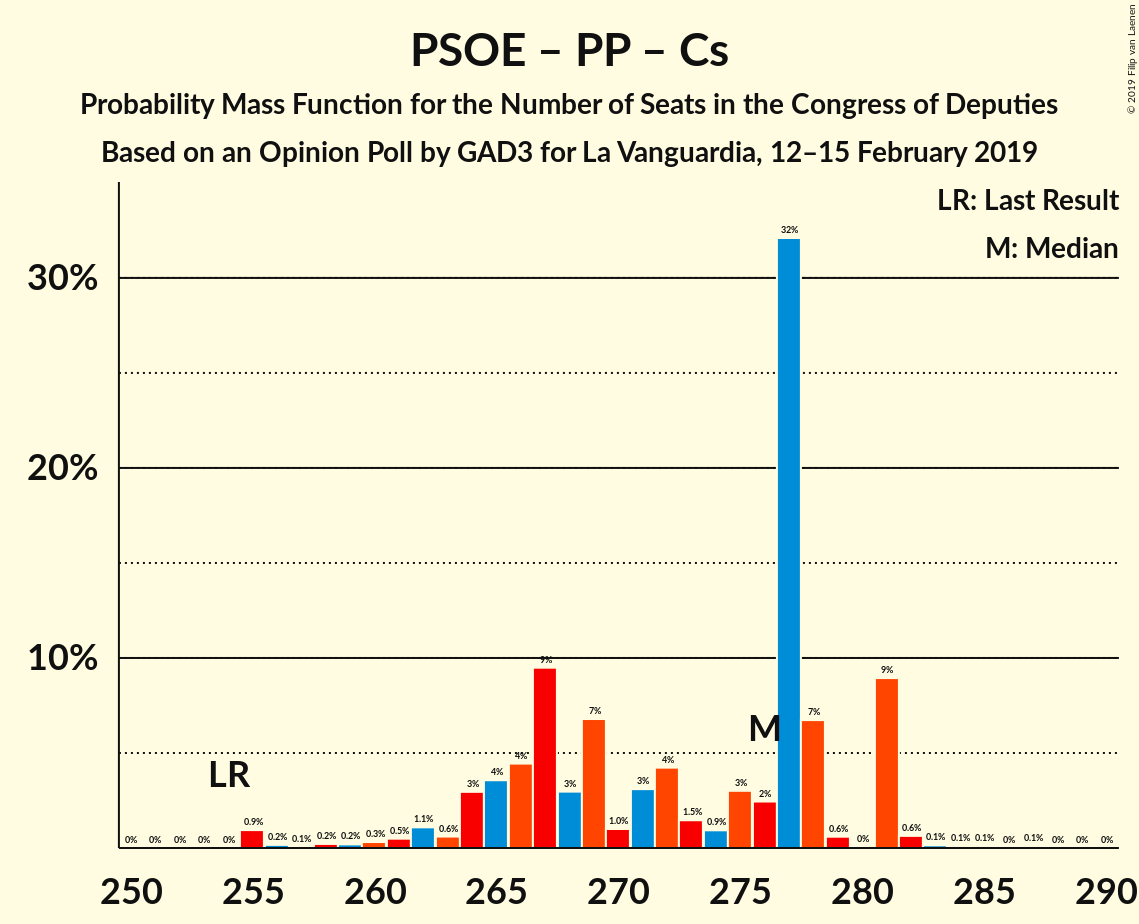 PSOE – PP – Cs
Probability Mass Function for the Number of Seats in the Congress of Deputies
Based on an Opinion Poll by GAD3 for La Vanguardia, 12–15 February 2019
© 2019 Filip van Laenen
LR: Last Result
M: Median
30%
20%
10%
LR
M
0% 0% 0% 0% 0% 0.9% 0.2% 0.1% 0.2% 0.2% 0.3% 0.5% 1.1% 0.6% 3% 4% 4% 9% 3% 7% 1.0% 3% 4% 1.5% 0.9% 3% 2% 32% 7% 0.6% 0% 9% 0.6% 0.1% 0.1% 0.1% 0% 0.1% 0% 0% 0%
250 255 260 265 270 275 280 285 290